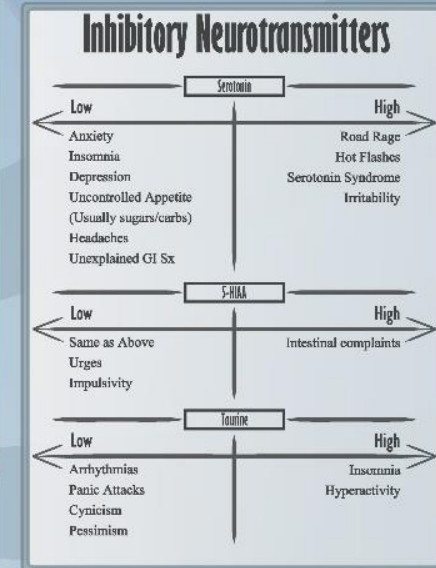 Inhibitory Neurotransmitters
Serotonin
Low
High
Anxiety
Insomnia
Depression
Uncontrolled Appetite
(Usually sugars/carbs)
Headaches
Unexplained GI Sx
Road Rage
Hot Flashes
Serotonin Syndrome
Irritability
5-HIAA
Low
High
Same as Above
Urges
Impulsivity
Intestinal complaints
Taurine
Low
High
Arrhythmias
Panic Attacks
Cynicism
Pessimism
Insomnia
Hyperactivity